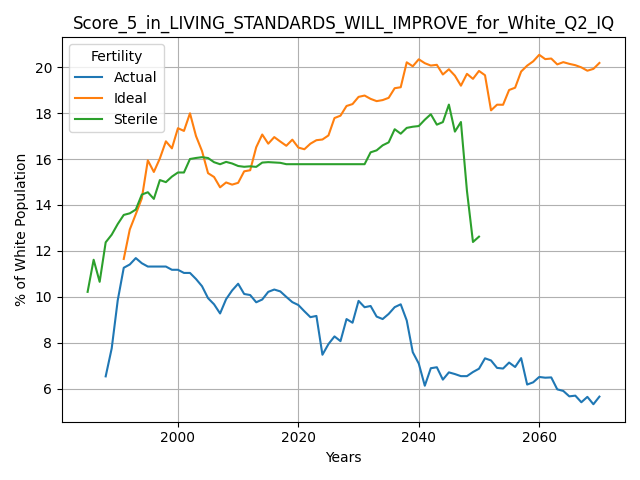 Score_5_in_LIVING_STANDARDS_WILL_IMPROVE_for_White_Q2_IQ
Fertility
Actual
Ideal
Sterile
% of White Population
20
18
16
14
12
10
8
6
2000
2020
2040
2060
Years